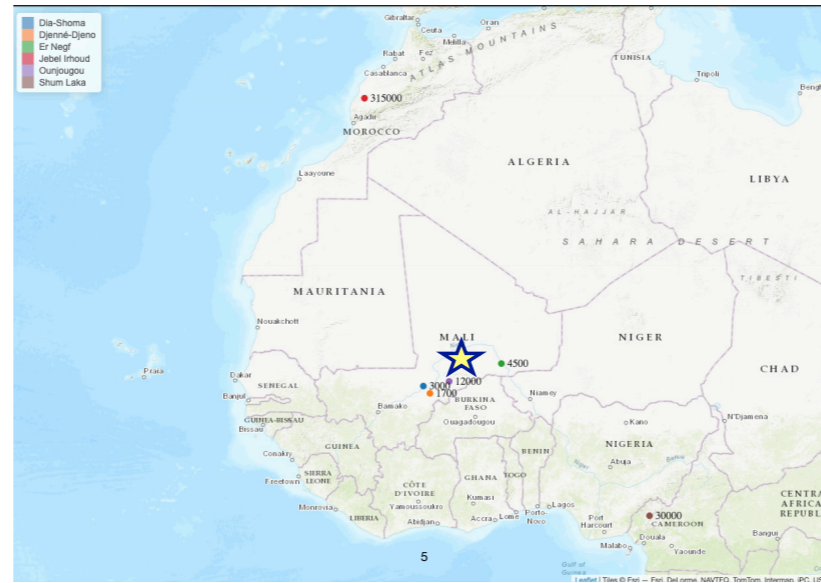 Dia-Shoma
Djenné-Djeno
Er Negf
Jebel Irhoud
Ounjougou
Shum Laka
Gibraltar
Ceuta
Oran
Melilla
Rabat
Fez
Casablanca
ATLAS MOUNTAINS
TUNISIA
Tripoli
315000
Agadir
MOROCCO
ALGERIA
LIBYA
Laayoune
AL-HAJJAR
SAHARA DESERT
TIBESTI
MAURITANIA
Nouakchott
MALI
NIGER
4500
CHAD
Praia
Dakar
SENEGAL
3000
12000
1700
Banjul
Bamako
BURKINA
FASO
Niamey
Ouagadougou
Kano
N'Djamena
GUINEA-BISSAU
Bissau
GUINEA
BENIN
NIGERIA
Conakry
SIERRA
LEONE
Freetown
CÔTE
D'IVOIRE
GHANA
TOGO
Niger
Abuja
Benue
Yamoussoukro
Kumasi
Monrovia
LIBERIA
Abidjan
Accra
Lome
Porto-
Novo
Lagos
Port
Harcourt
30000
CAMEROON
CENTRA
AFRICA
REPUBL
Douala
Malabo
Yaounde
Bangui
5
Gulf of
Guinea
Leaflet | Tiles © Esri — Esri, DeLorme, NAVTEQ, TomTom, Intermap, iPC, US